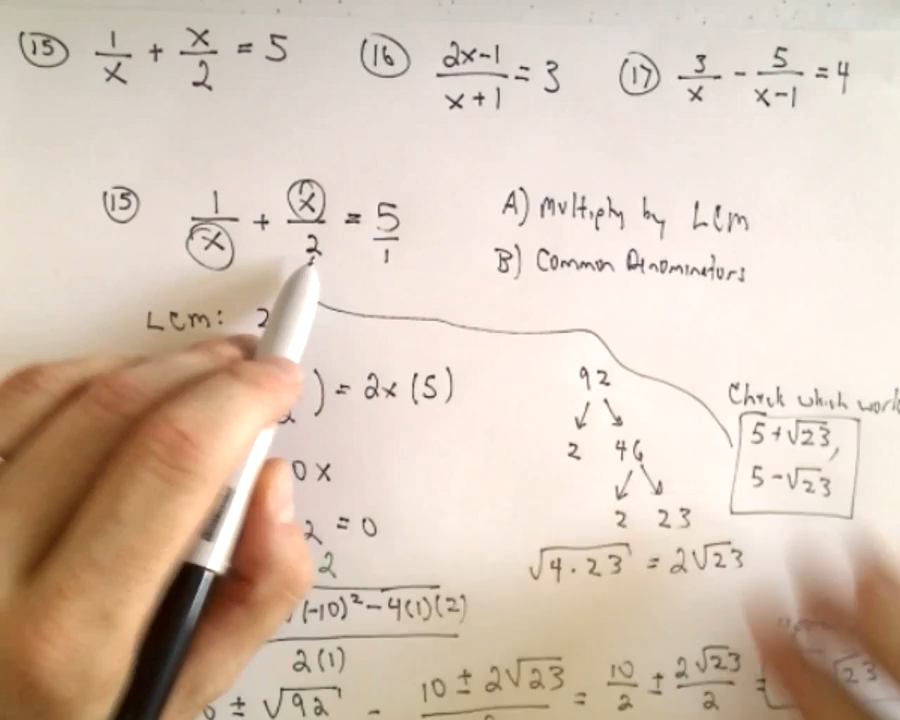 (15) 1/x + x/2 = 5 (16) (2x-1)/(x+1) = 3 (17) 3/x - 5/(x-1) = 4
(15) 1/x + x/2 = 5/1
A) Multiply by LCM
B) Common Denominators
LCM: 2
) = 2x (5)
0x
2 = 0
(-10)² - 4(1)(2)
2(1)
± √92
10 ± 2√23 = 10/2 ± 2√23/2 =
92
2 46
2 23
√4·23 = 2√23
Check which
5+√23,
5-√23